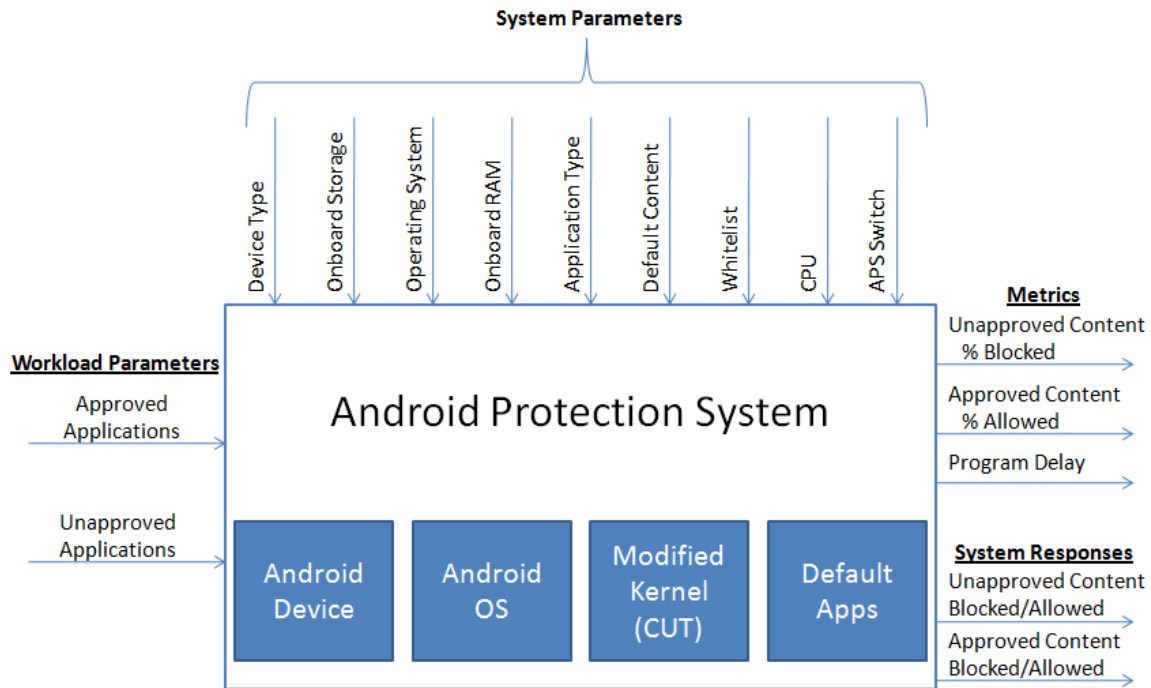 System Parameters
Device Type
Onboard Storage
Operating System
Onboard RAM
Application Type
Default Content
Whitelist
CPU
APS Switch
Workload Parameters
Approved
Applications
Unapproved
Applications
Android Protection System
Android
Device
Android
OS
Modified
Kernel
(CUT)
Default
Apps
Metrics
Unapproved Content
% Blocked
Approved Content
% Allowed
Program Delay
System Responses
Unapproved Content
Blocked/Allowed
Approved Content
Blocked/Allowed